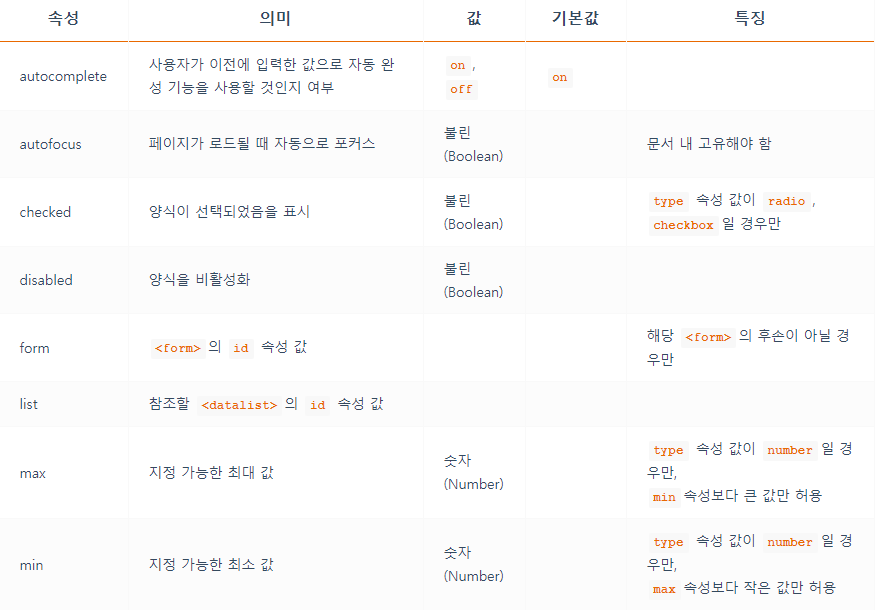 속성 의미 값 기본값 특징
autocomplete 사용자가 이전에 입력한 값으로 자동 완성 기능을 사용할 것인지 여부 on , off on
autofocus 페이지가 로드될 때 자동으로 포커스 불린 (Boolean) 문서 내 고유해야 함
checked 양식이 선택되었음을 표시 불린 (Boolean) type 속성 값이 radio , checkbox 일 경우만
disabled 양식을 비활성화 불린 (Boolean)
form <form> 의 id 속성 값 해당 <form> 의 후손이 아닐 경우만
list 참조할 <datalist> 의 id 속성 값
max 지정 가능한 최대 값 숫자 (Number) type 속성 값이 number 일 경우만, min 속성보다 큰 값만 허용
min 지정 가능한 최소 값 숫자 (Number) type 속성 값이 number 일 경우만, max 속성보다 작은 값만 허용